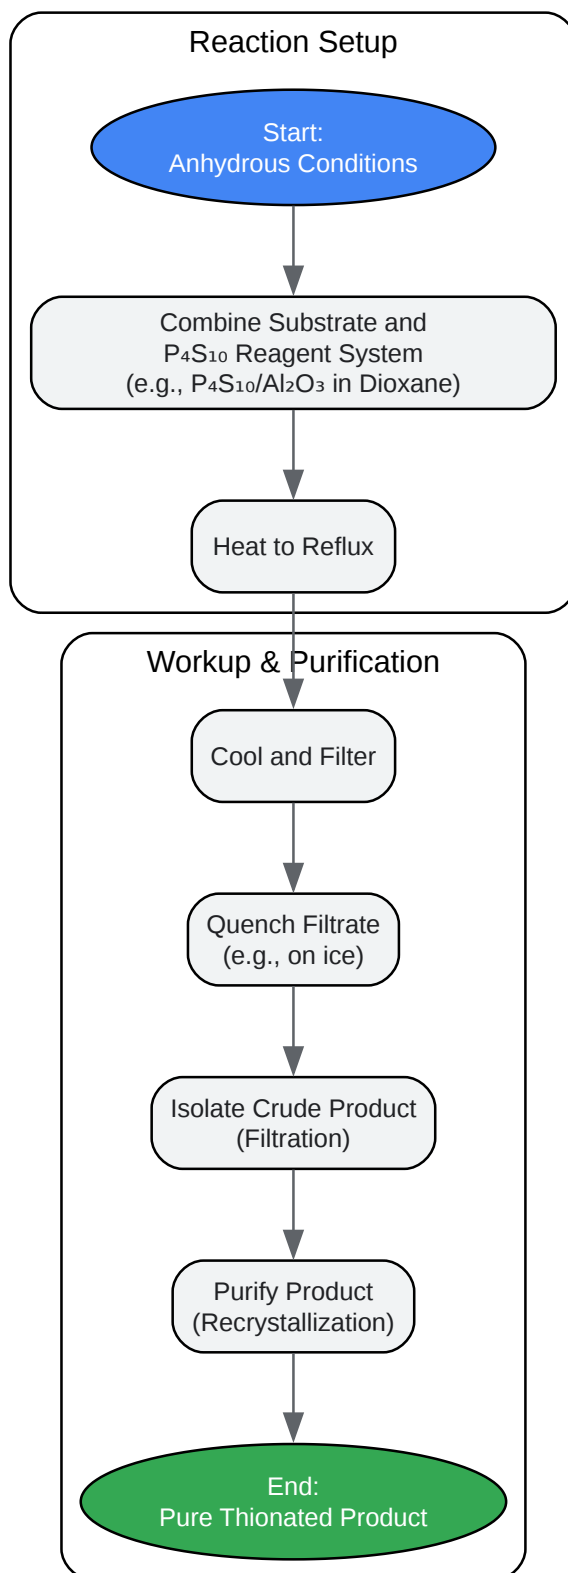 Reaction Setup
Start:
Anhydrous Conditions
Combine Substrate and
P₄S₁₀ Reagent System
(e.g., P₄S₁₀/Al₂O₃ in Dioxane)
Heat to Reflux
Workup & Purification
Cool and Filter
Quench Filtrate
(e.g., on ice)
Isolate Crude Product
(Filtration)
Purify Product
(Recrystallization)
End:
Pure Thionated Product